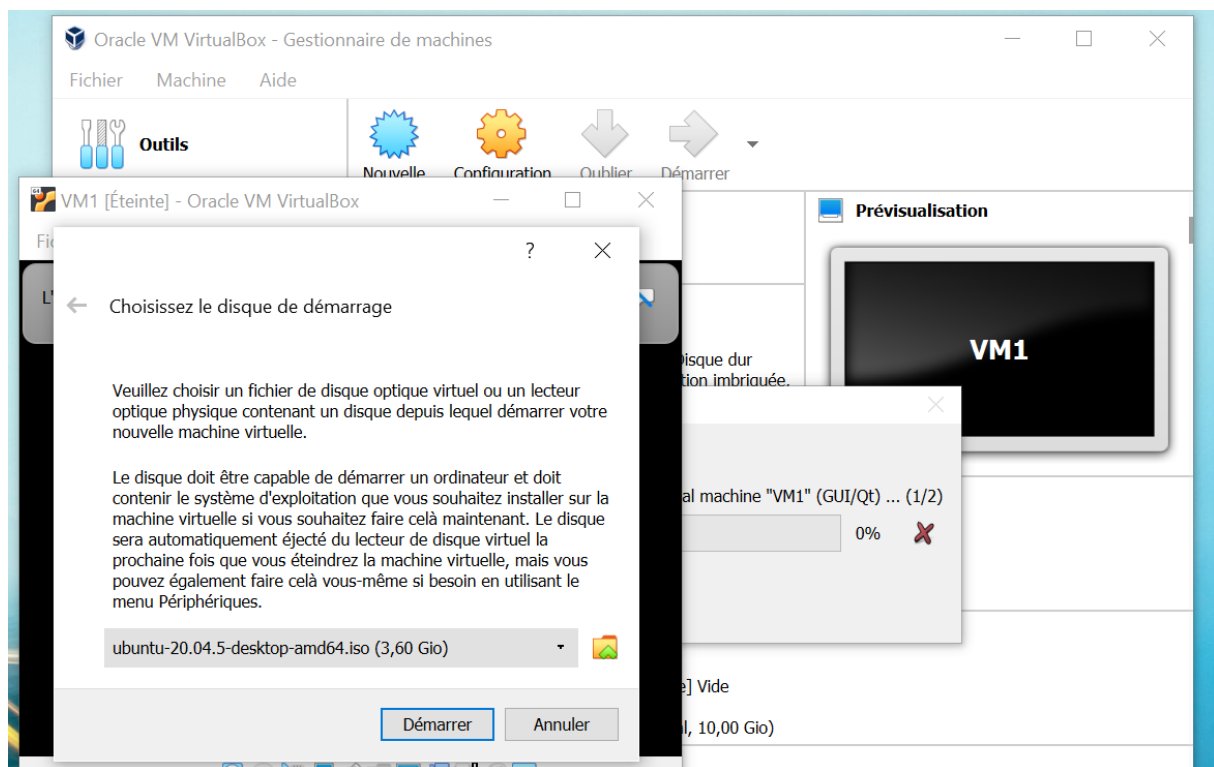 Oracle VM VirtualBox - Gestionnaire de machines
Fichier Machine Aide
Outils
Nouvelle Configuration Oublier Démarrer
VM1 [Éteinte] - Oracle VM VirtualBox
Prévisualisation
VM1
?
Choisissez le disque de démarrage
Veuillez choisir un fichier de disque optique virtuel ou un lecteur
optique physique contenant un disque depuis lequel démarrer votre
nouvelle machine virtuelle.
Le disque doit être capable de démarrer un ordinateur et doit
contenir le système d'exploitation que vous souhaitez installer sur la
machine virtuelle si vous souhaitez faire celà maintenant. Le disque
sera automatiquement éjecté du lecteur de disque virtuel la
prochaine fois que vous éteindrez la machine virtuelle, mais vous
pouvez également faire celà vous-même si besoin en utilisant le
menu Périphériques.
ubuntu-20.04.5-desktop-amd64.iso (3,60 Gio)
Démarrer Annuler
dur
imbriquée.
machine "VM1" (GUI/Qt) ... (1/2)
0%
Vide
10,00 Gio)